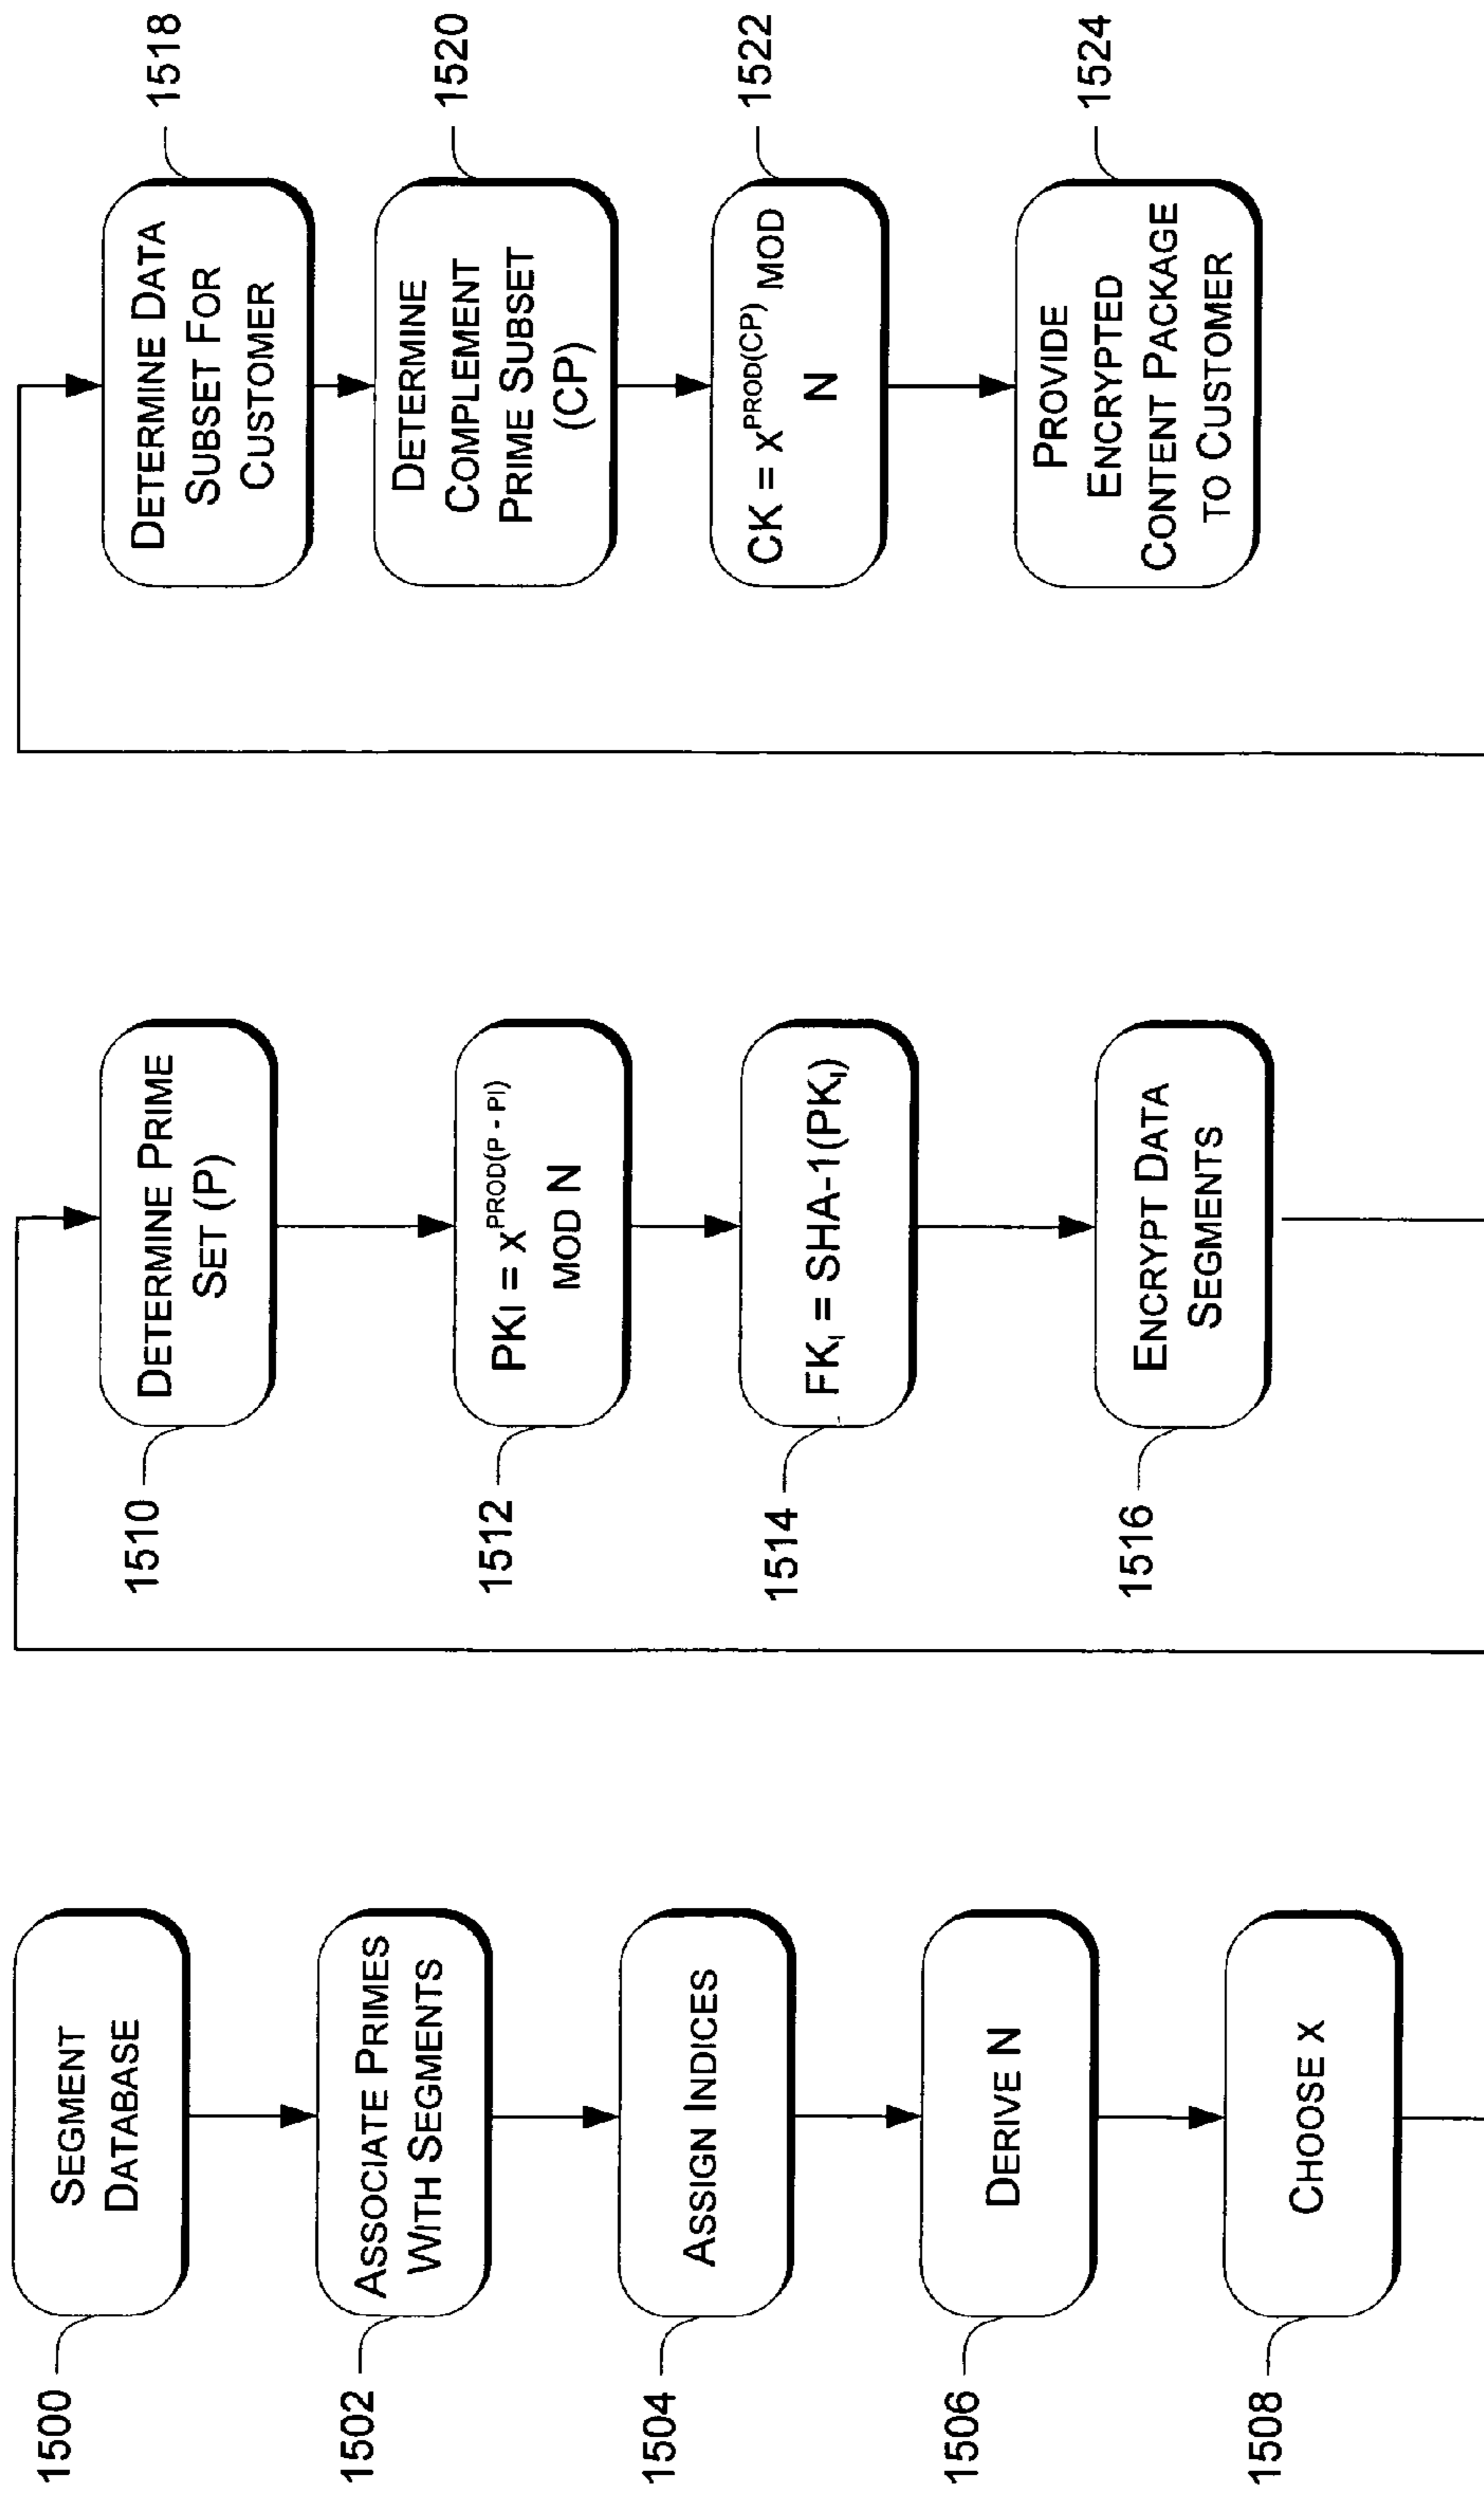 1500
SEGMENT
DATABASE
1502
ASSOCIATE PRIMES
WITH SEGMENTS
1504
ASSIGN INDICES
1506
DERIVE N
1508
CHOOSE X
1510
DETERMINE PRIME
SET (P)
1512
PKI = X^PROD(P - PI)
MOD N
1514
FKI = SHA-1(PKI)
1516
ENCRYPT DATA
SEGMENTS
DETERMINE DATA
SUBSET FOR
CUSTOMER
1518
DETERMINE
COMPLEMENT
PRIME SUBSET
(CP)
1520
CK = X^PROD(CP) MOD
N
1522
PROVIDE
ENCRYPTED
CONTENT PACKAGE
TO CUSTOMER
1524